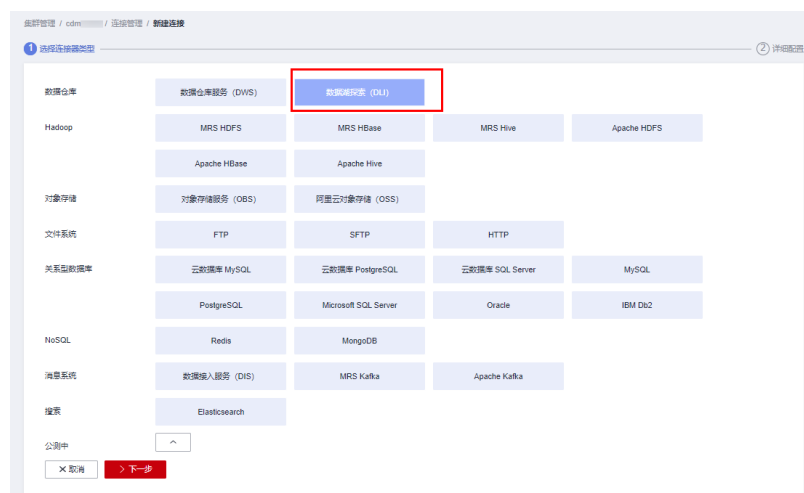 集群管理 / cdm / 连接管理 / 新建连接
1 选择连接器类型 2 详细配置
数据仓库 数据仓库服务（DWS） 数据湖探索（DLI）
Hadoop MRS HDFS MRS HBase MRS Hive Apache HDFS
Apache HBase Apache Hive
对象存储 对象存储服务（OBS） 阿里云对象存储（OSS）
文件系统 FTP SFTP HTTP
关系型数据库 云数据库 MySQL 云数据库 PostgreSQL 云数据库 SQL Server MySQL
PostgreSQL Microsoft SQL Server Oracle IBM Db2
NoSQL Redis MongoDB
消息系统 数据接入服务（DIS） MRS Kafka Apache Kafka
搜索 Elasticsearch
公测中
取消 下一步